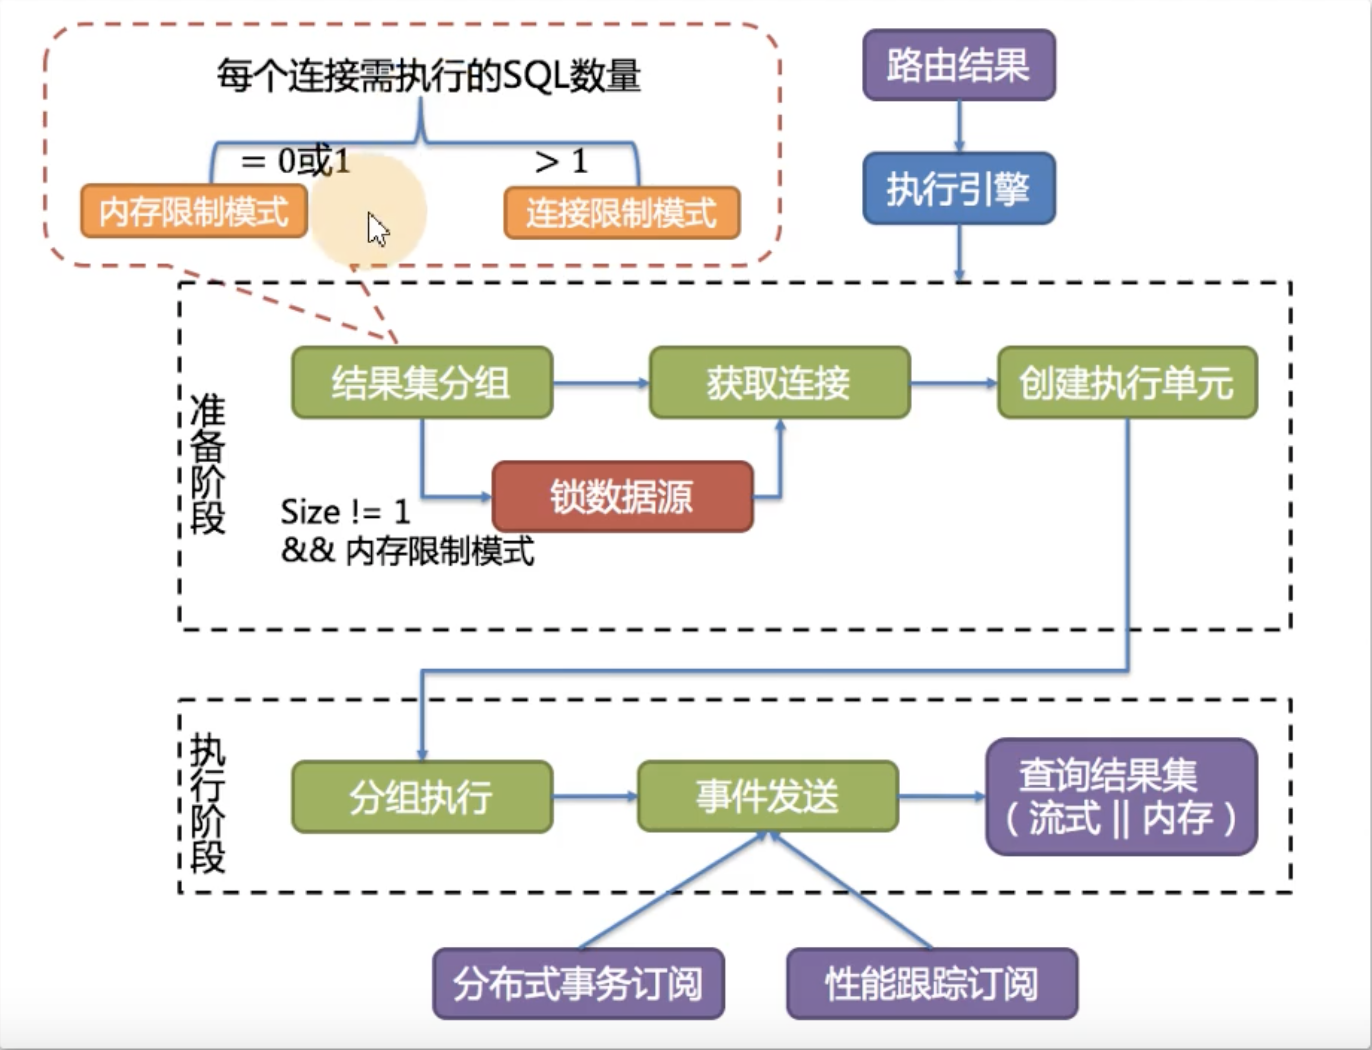 每个连接需执行的SQL数量
= 0或1
> 1
内存限制模式
连接限制模式
路由结果
执行引擎
准备阶段
结果集分组
获取连接
创建执行单元
锁数据源
Size != 1
&& 内存限制模式
执行阶段
分组执行
事件发送
查询结果集
（流式 || 内存）
分布式事务订阅
性能跟踪订阅